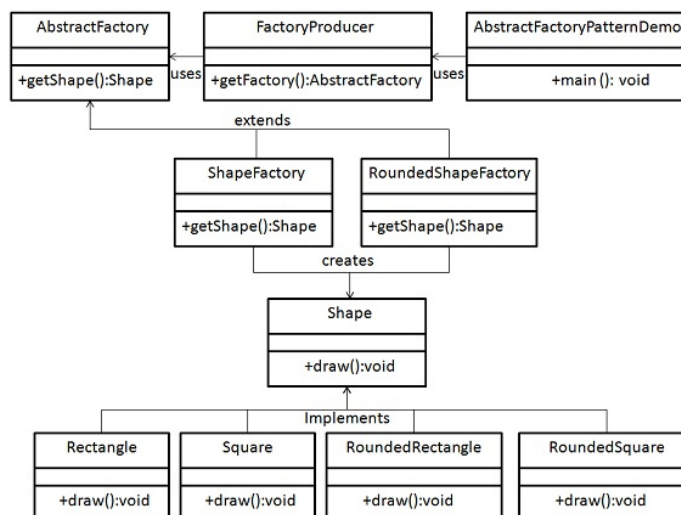 AbstractFactory
+getShape():Shape
uses
FactoryProducer
+getFactory():AbstractFactory
uses
AbstractFactoryPatternDemo
+main(): void
extends
ShapeFactory
+getShape():Shape
RoundedShapeFactory
+getShape():Shape
creates
Shape
+draw():void
Implements
Rectangle
+draw():void
Square
+draw():void
RoundedRectangle
+draw():void
RoundedSquare
+draw():void